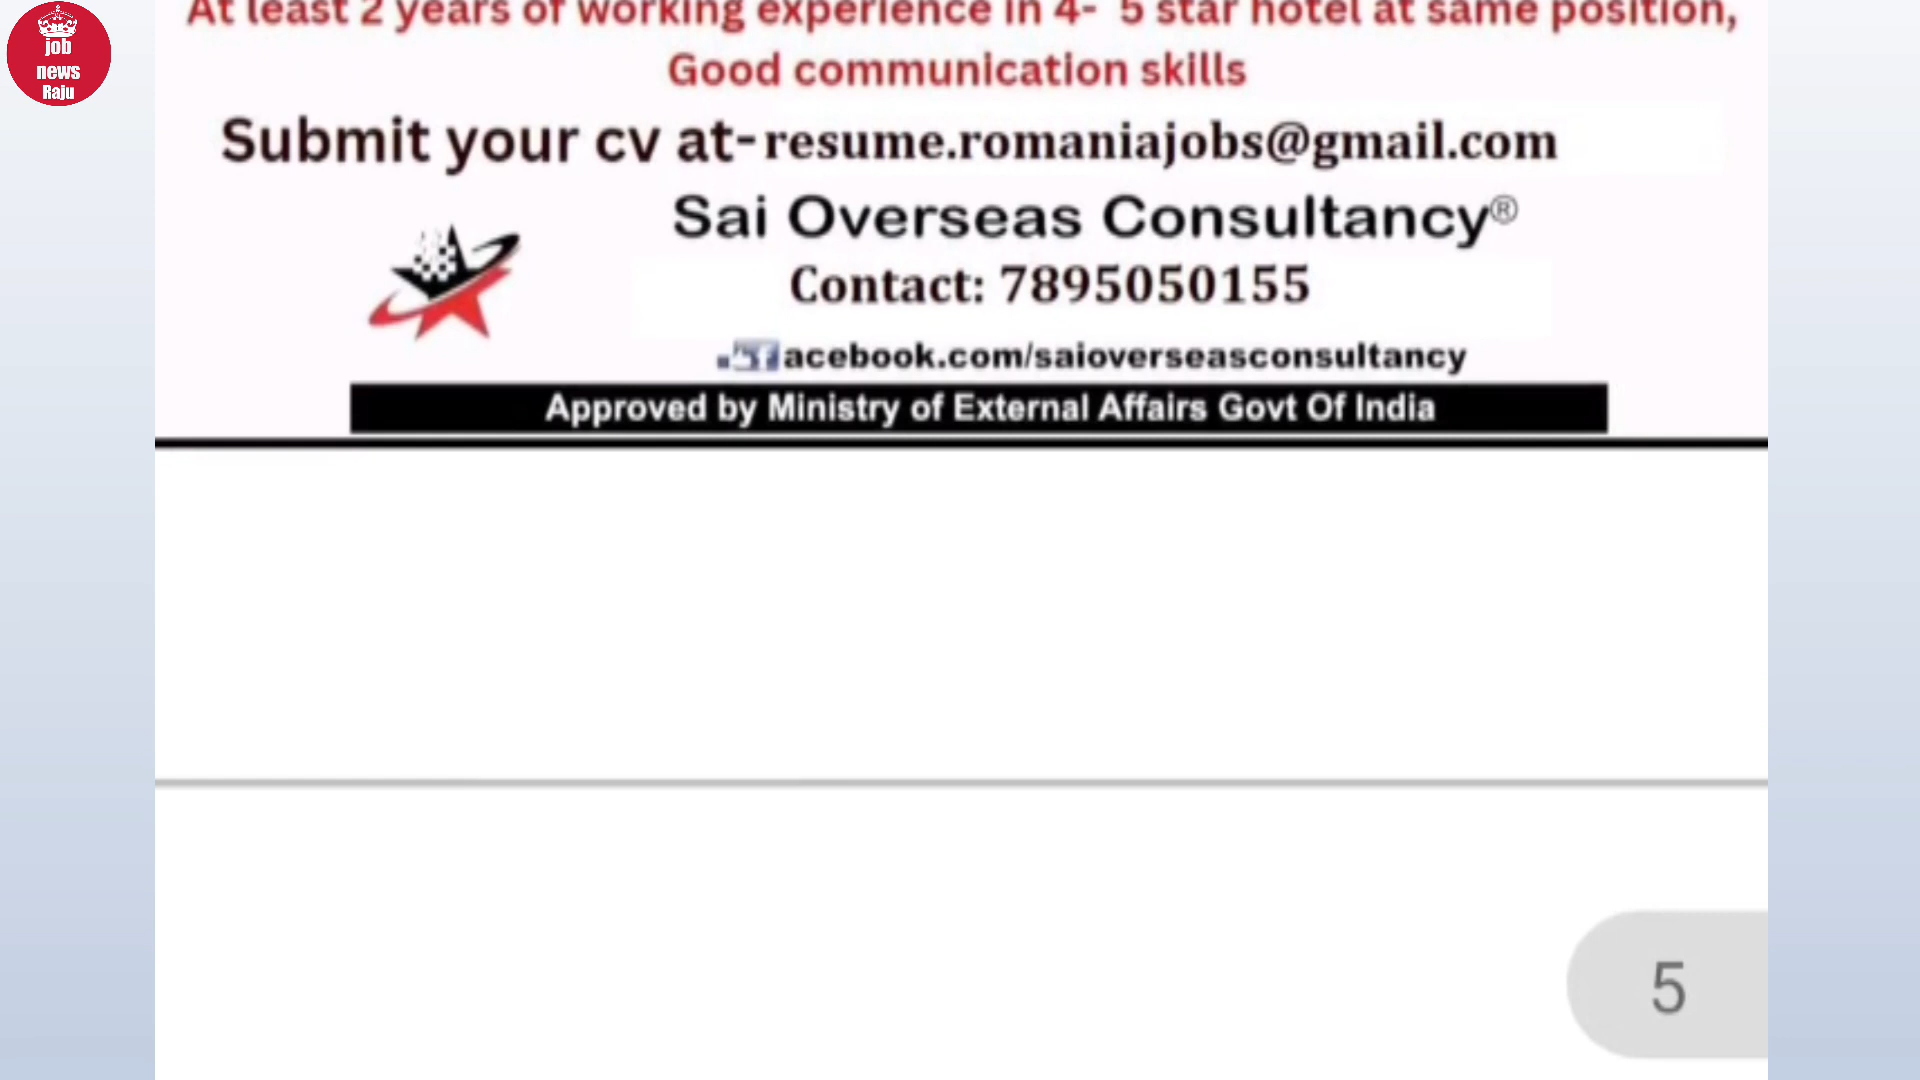 job
news
Raju
At least 2 years of working experience in 4- 5 star hotel at same position,
Good communication skills
Submit your cv at-resume.romaniajobs@gmail.com
Sai Overseas Consultancy®
Contact: 7895050155
facebook.com/saioverseasconsultancy
Approved by Ministry of External Affairs Govt Of India
5